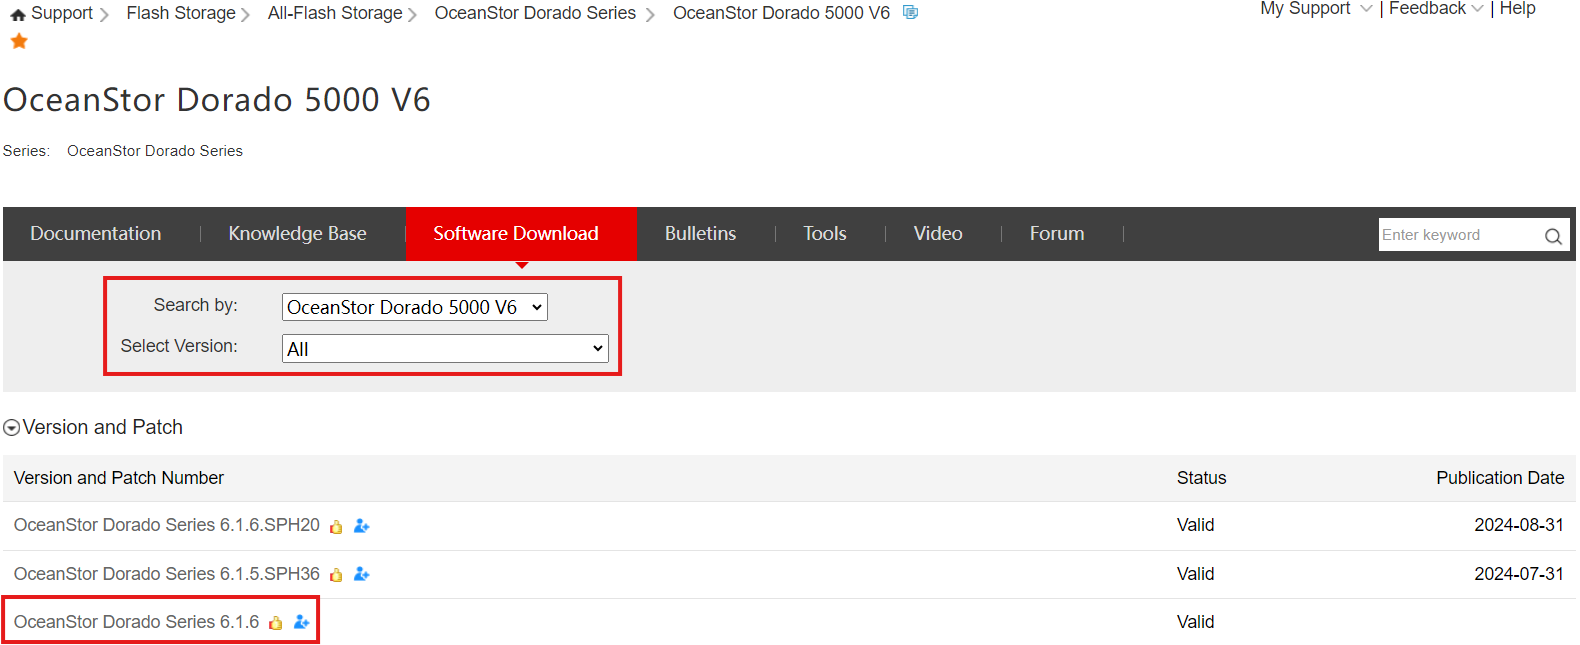 Support > Flash Storage > All-Flash Storage > OceanStor Dorado Series > OceanStor Dorado 5000 V6
My Support | Feedback | Help
OceanStor Dorado 5000 V6
Series: OceanStor Dorado Series
Documentation | Knowledge Base | Software Download | Bulletins | Tools | Video | Forum |
Enter keyword
Search by: OceanStor Dorado 5000 V6
Select Version: All
Version and Patch
Version and Patch Number Status Publication Date
OceanStor Dorado Series 6.1.6.SPH20 Valid 2024-08-31
OceanStor Dorado Series 6.1.5.SPH36 Valid 2024-07-31
OceanStor Dorado Series 6.1.6 Valid